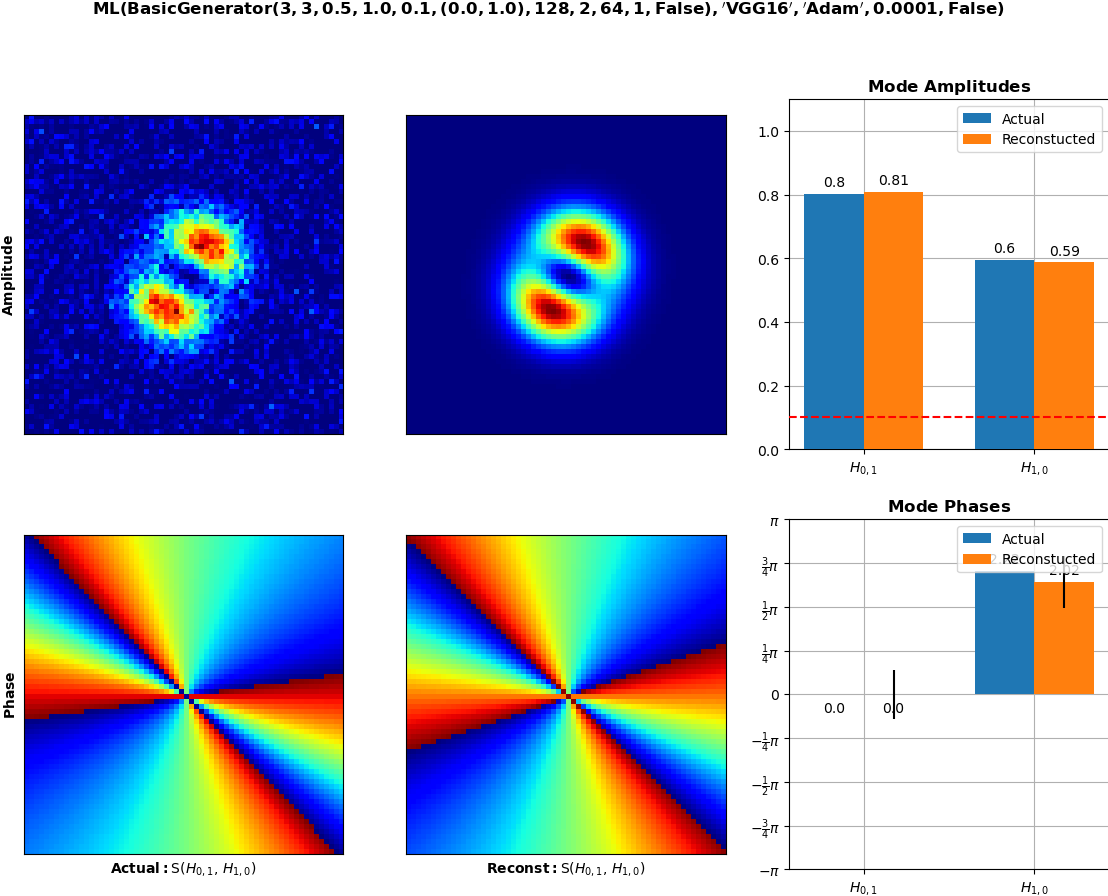 ML(BasicGenerator(3, 3, 0.5, 1.0, 0.1, (0.0, 1.0), 128, 2, 64, 1, False), ′VGG16′, ′Adam′, 0.0001, False)
Amplitude
Mode Amplitudes
Actual
Reconstucted
1.0
0.8
0.6
0.4
0.2
0.0
0.8
0.81
0.6
0.59
H0, 1
H1, 0
Phase
Actual: S(H0, 1, H1, 0)
Reconst: S(H0, 1, H1, 0)
Mode Phases
Actual
Reconstucted
π
3/4π
1/2π
1/4π
0
−1/4π
−1/2π
−3/4π
−π
0.0
0.0
2.02
H0, 1
H1, 0